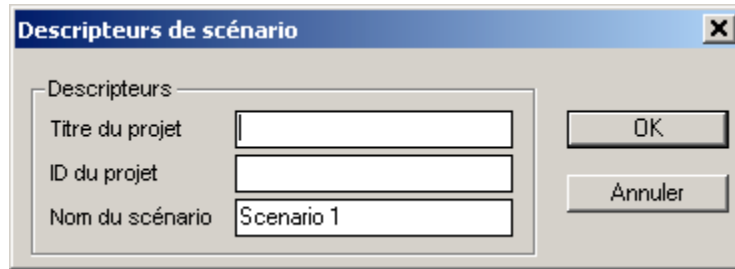 Descripteurs de scénario
Descripteurs
Titre du projet
OK
ID du projet
Annuler
Nom du scénario Scenario 1